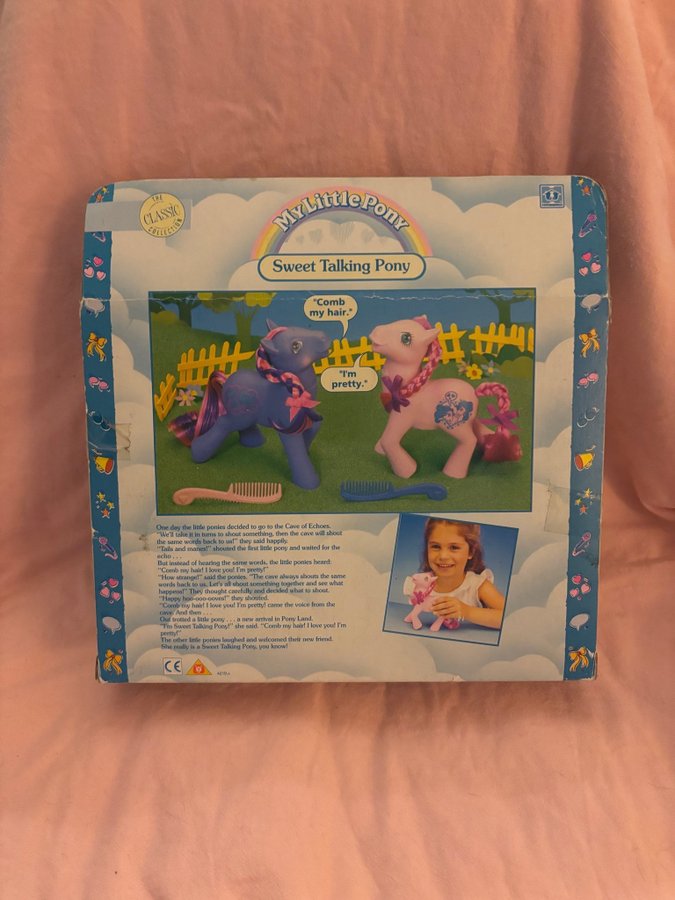 THE CLASSIC COLLECTION
My Little Pony
Sweet Talking Pony
"Comb
my hair."
"I'm
pretty."
One day the little ponies decided to go to the Cave of Echoes.
"We'll take it in turns to shout something, then the cave will shout
the same words back to us!" they said happily.
"Tails and manes!" shouted the first little pony and waited for the
echo . . .
But instead of hearing the same words, the little ponies heard:
"Comb my hair! I love you! I'm pretty!"
"How strange!" said the ponies. "The cave always shouts the same
words back to us. Let's all shout something together and see what
happens!" They thought carefully and decided what to shout.
"Happy hoo-ooo-ooves!" they shouted.
"Comb my hair! I love you! I'm pretty! came the voice from the
cave. And then . . .
Out trotted a little pony . . . a new arrival to Pony Land.
"I'm Sweet Talking Pony!" she said. "Comb my hair! I love you! I'm
pretty!"
The other little ponies laughed and welcomed their new friend.
She really is a Sweet Talking Pony, you know!
CE